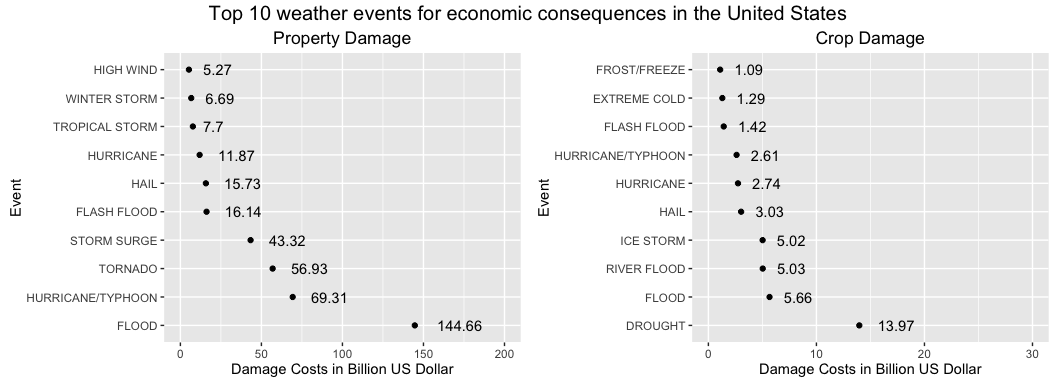 Top 10 weather events for economic consequences in the United States
Property Damage
Event
HIGH WIND 5.27
WINTER STORM 6.69
TROPICAL STORM 7.7
HURRICANE 11.87
HAIL 15.73
FLASH FLOOD 16.14
STORM SURGE 43.32
TORNADO 56.93
HURRICANE/TYPHOON 69.31
FLOOD 144.66
0 50 100 150 200
Damage Costs in Billion US Dollar
Crop Damage
Event
FROST/FREEZE 1.09
EXTREME COLD 1.29
FLASH FLOOD 1.42
HURRICANE/TYPHOON 2.61
HURRICANE 2.74
HAIL 3.03
ICE STORM 5.02
RIVER FLOOD 5.03
FLOOD 5.66
DROUGHT 13.97
0 10 20 30
Damage Costs in Billion US Dollar